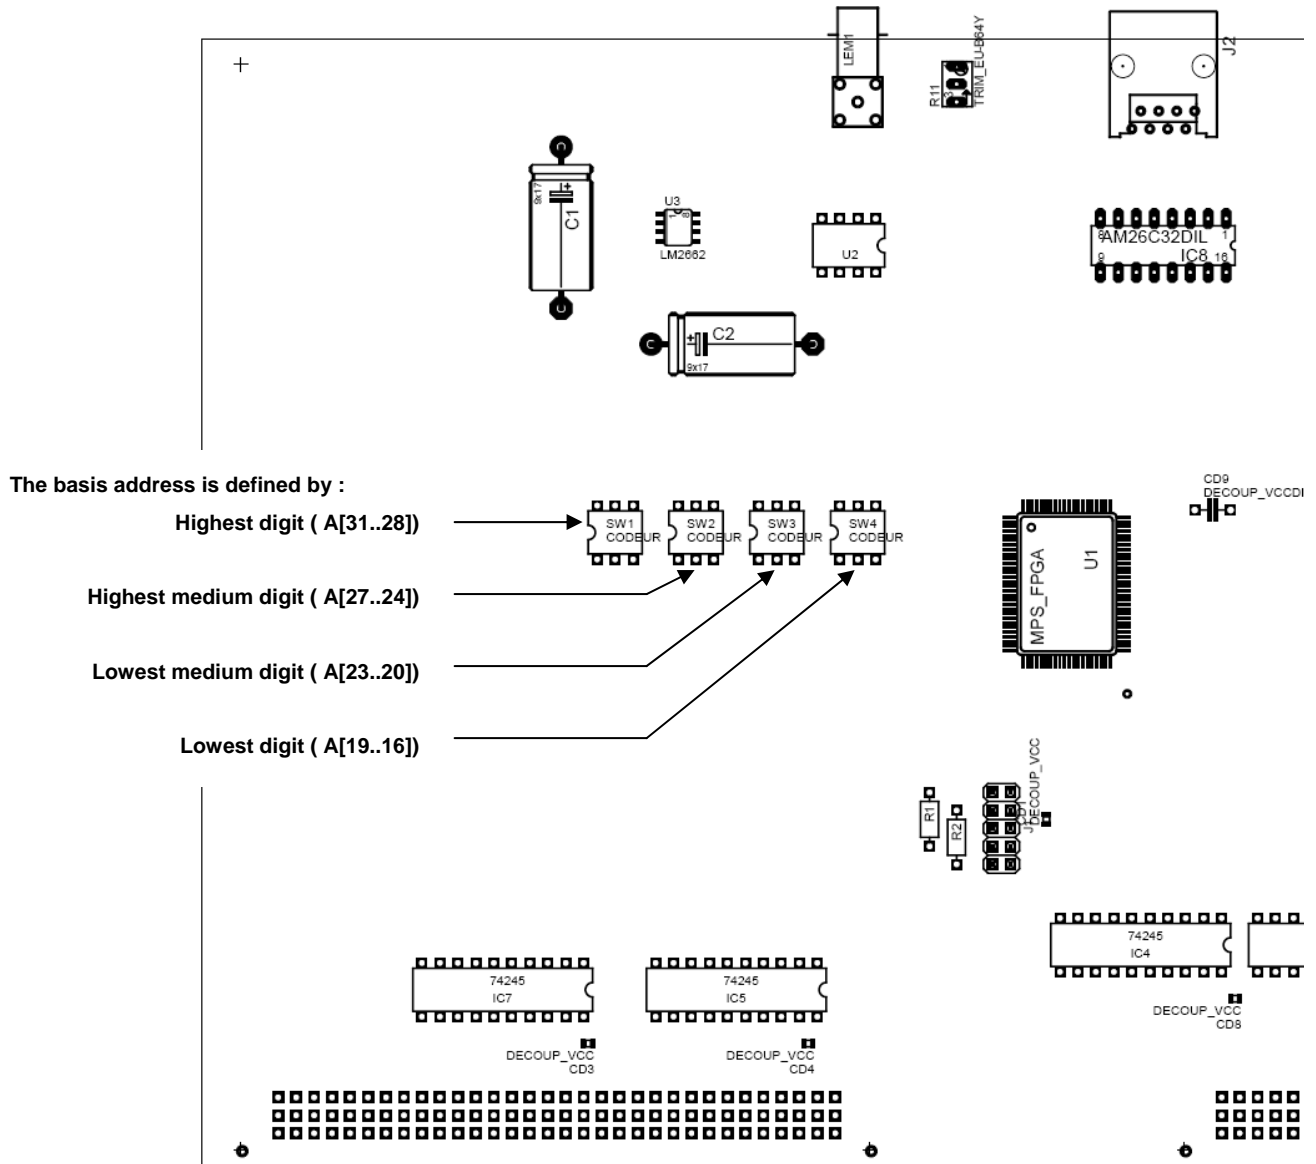 LEM1
R11
TRIM_EU-B64Y
J2
9x17
+
C1
U3
1 8
LM2662
U2
8 AM26C32DIL 1
9 IC8 16
C2
+
9x17
The basis address is defined by :
Highest digit ( A[31..28])
Highest medium digit ( A[27..24])
Lowest medium digit ( A[23..20])
Lowest digit ( A[19..16])
SW1
CODEUR
SW2
CODEUR
SW3
CODEUR
SW4
CODEUR
MPS_FPGA
U1
CD9
DECOUP_VCCDI
R1
R2
CD1
DECOUP_VCC
74245
IC7
74245
IC5
74245
IC4
DECOUP_VCC
CD3
DECOUP_VCC
CD4
DECOUP_VCC
CD8